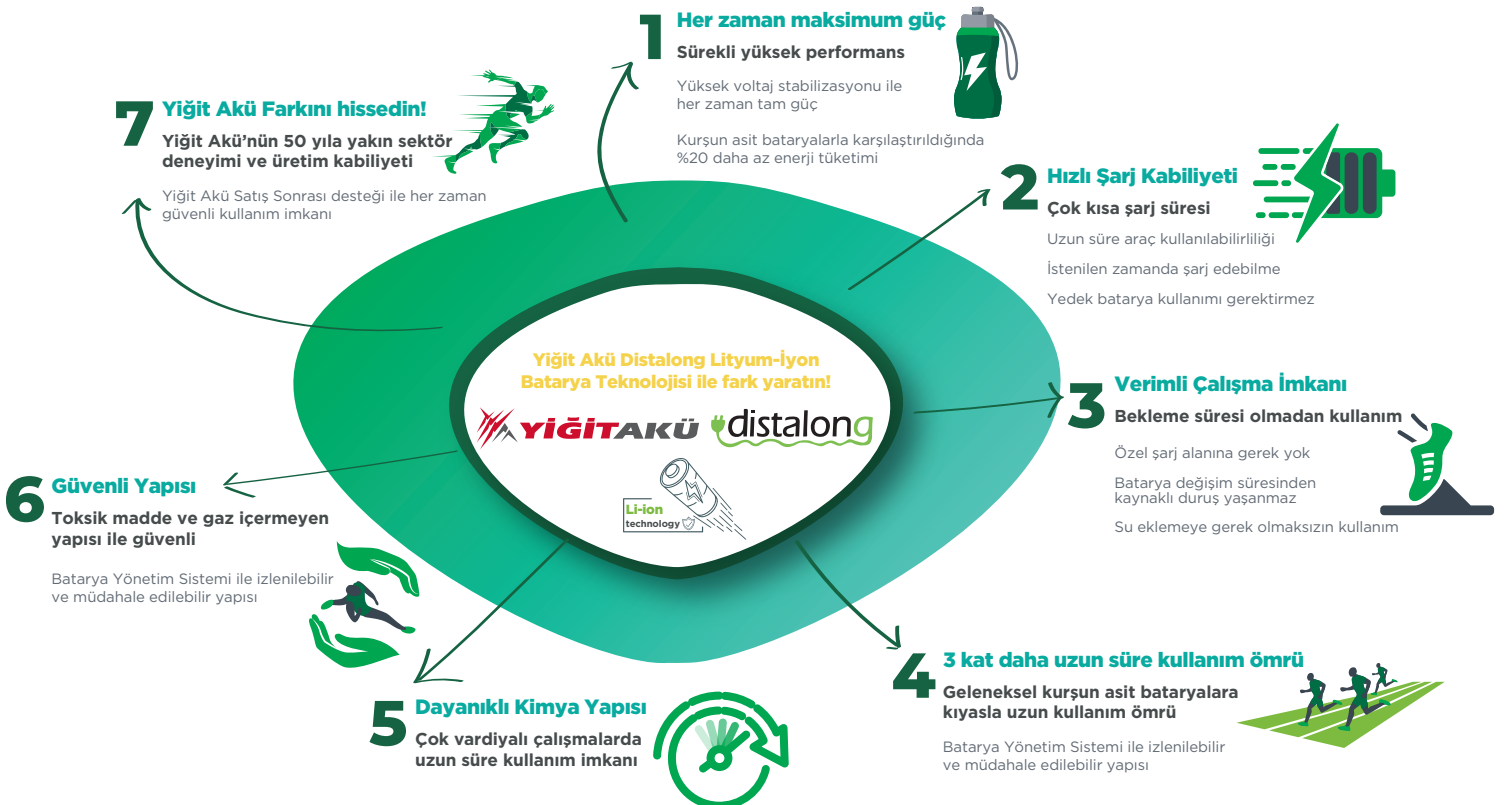 1
Her zaman maksimum güç
Sürekli yüksek performans
Yüksek voltaj stabilizasyonu ile
her zaman tam güç
Kurşun asit bataryalarla karşılaştırıldığında
%20 daha az enerji tüketimi
2
Hızlı Şarj Kabiliyeti
Çok kısa şarj süresi
Uzun süre araç kullanılabilirliliği
İstenilen zamanda şarj edebilme
Yedek batarya kullanımı gerektirmez
3
Verimli Çalışma İmkanı
Bekleme süresi olmadan kullanım
Özel şarj alanına gerek yok
Batarya değişim süresinden
kaynaklı duruş yaşanmaz
Su eklemeye gerek olmaksızın kullanım
4
3 kat daha uzun süre kullanım ömrü
Geleneksel kurşun asit bataryalara
kıyasla uzun kullanım ömrü
Batarya Yönetim Sistemi ile izlenilebilir
ve müdahale edilebilir yapısı
5
Dayanıklı Kimya Yapısı
Çok vardiyalı çalışmalarda
uzun süre kullanım imkanı
6
Güvenli Yapısı
Toksik madde ve gaz içermeyen
yapısı ile güvenli
Batarya Yönetim Sistemi ile izlenilebilir
ve müdahale edilebilir yapısı
7
Yiğit Akü Farkını hissedin!
Yiğit Akü’nün 50 yıla yakın sektör
deneyimi ve üretim kabiliyeti
Yiğit Akü Satış Sonrası desteği ile her zaman
güvenli kullanım imkanı
Yiğit Akü Distalong Lityum-İyon
Batarya Teknolojisi ile fark yaratın!
YİĞİTAKÜ distalong
Li-ion
technology